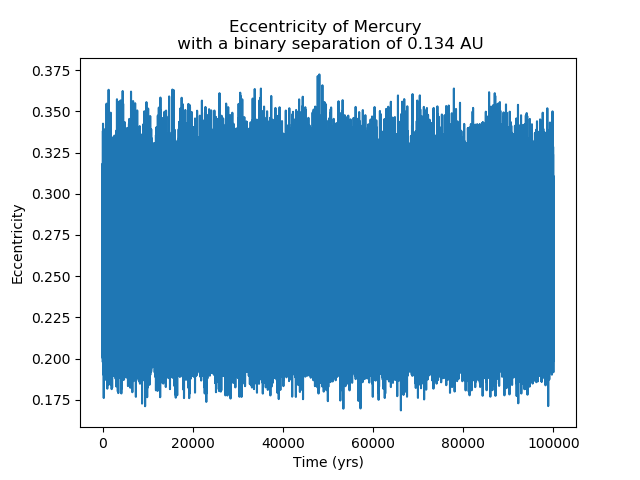 Eccentricity of Mercury
with a binary separation of 0.134 AU
0.375
0.350
0.325
0.300
0.275
0.250
0.225
0.200
0.175
Eccentricity
0 20000 40000 60000 80000 100000
Time (yrs)